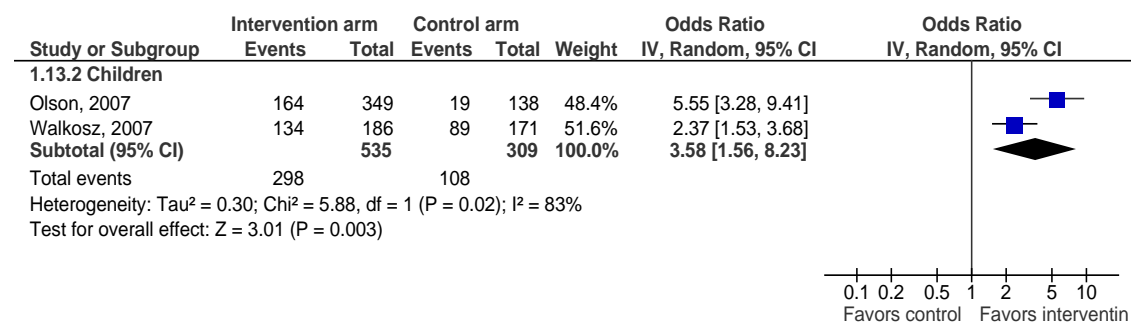 Intervention arm Control arm Odds Ratio Odds Ratio
Study or Subgroup Events Total Events Total Weight IV, Random, 95% CI IV, Random, 95% CI
1.13.2 Children
Olson, 2007 164 349 19 138 48.4% 5.55 [3.28, 9.41]
Walkosz, 2007 134 186 89 171 51.6% 2.37 [1.53, 3.68]
Subtotal (95% CI) 535 309 100.0% 3.58 [1.56, 8.23]
Total events 298 108
Heterogeneity: Tau² = 0.30; Chi² = 5.88, df = 1 (P = 0.02); I² = 83%
Test for overall effect: Z = 3.01 (P = 0.003)
0.1 0.2 0.5 1 2 5 10
Favors control Favors interventin